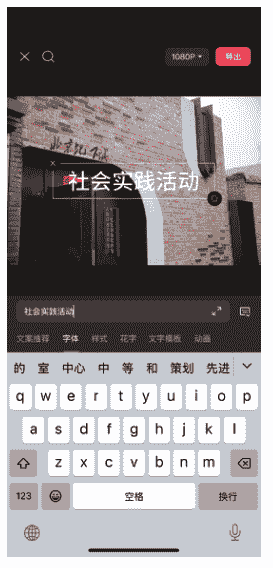 1080P
导出
社会实践活动
社会实践活动
文案推荐 字体 样式 花字 文字模板 动画
的 室 中心 中 等 和 策划 先进
q w e r t y u i o p
a s d f g h j k l
z x c v b n m
123 空格 换行